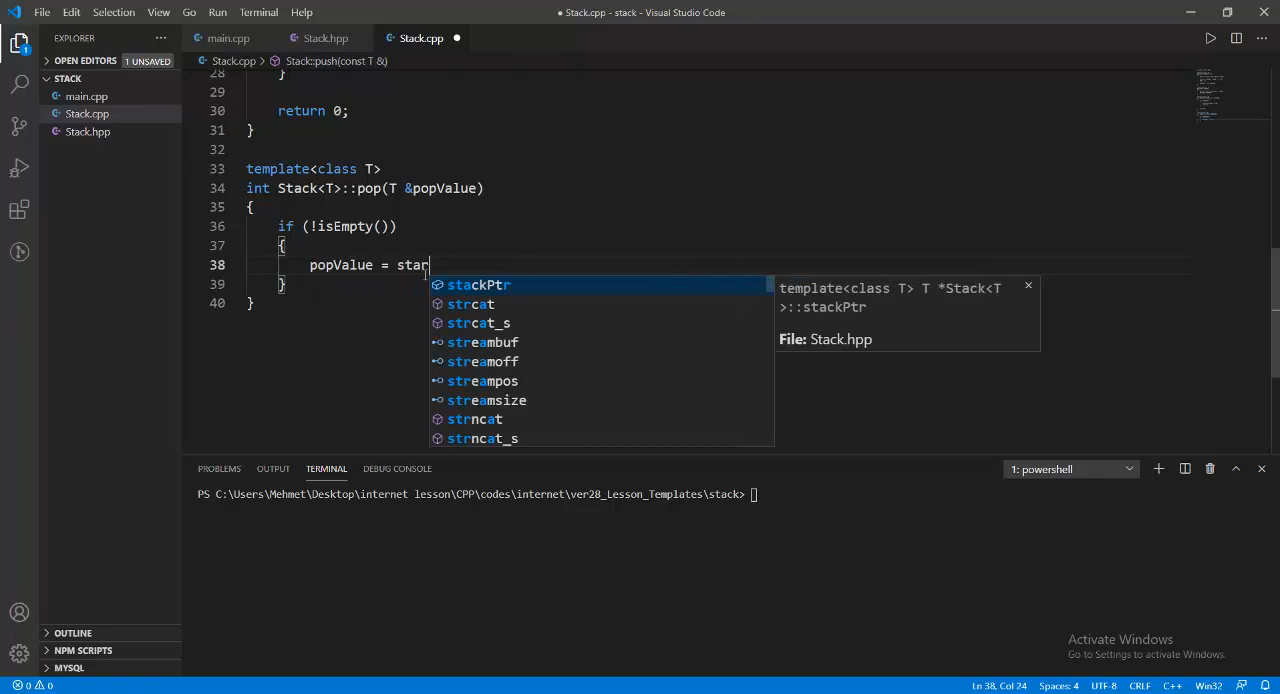 File Edit Selection View Go Run Terminal Help
● Stack.cpp - stack - Visual Studio Code
EXPLORER
main.cpp Stack.hpp Stack.cpp
OPEN EDITORS 1 UNSAVED
Stack.cpp > Stack::push(const T &)
STACK
main.cpp
Stack.cpp
Stack.hpp
28 }
29
30 return 0;
31 }
32
33 template<class T>
34 int Stack<T>::pop(T &popValue)
35 {
36 if (!isEmpty())
37 {
38 popValue = star
39 }
40 }
stackPtr
strcat
strcat_s
streambuf
streamoff
streampos
streamsize
strncat
strncat_s
template<class T> T *Stack<T
>::stackPtr
File: Stack.hpp
PROBLEMS OUTPUT TERMINAL DEBUG CONSOLE
1: powershell
PS C:\Users\Mehmet\Desktop\internet lesson\CPP\codes\internet\ver28_Lesson_Templates\stack>
1
OUTLINE
NPM SCRIPTS
MYSQL
Activate Windows
Go to Settings to activate Windows.
0 0
Ln 38, Col 24 Spaces: 4 UTF-8 CRLF C++ Win32